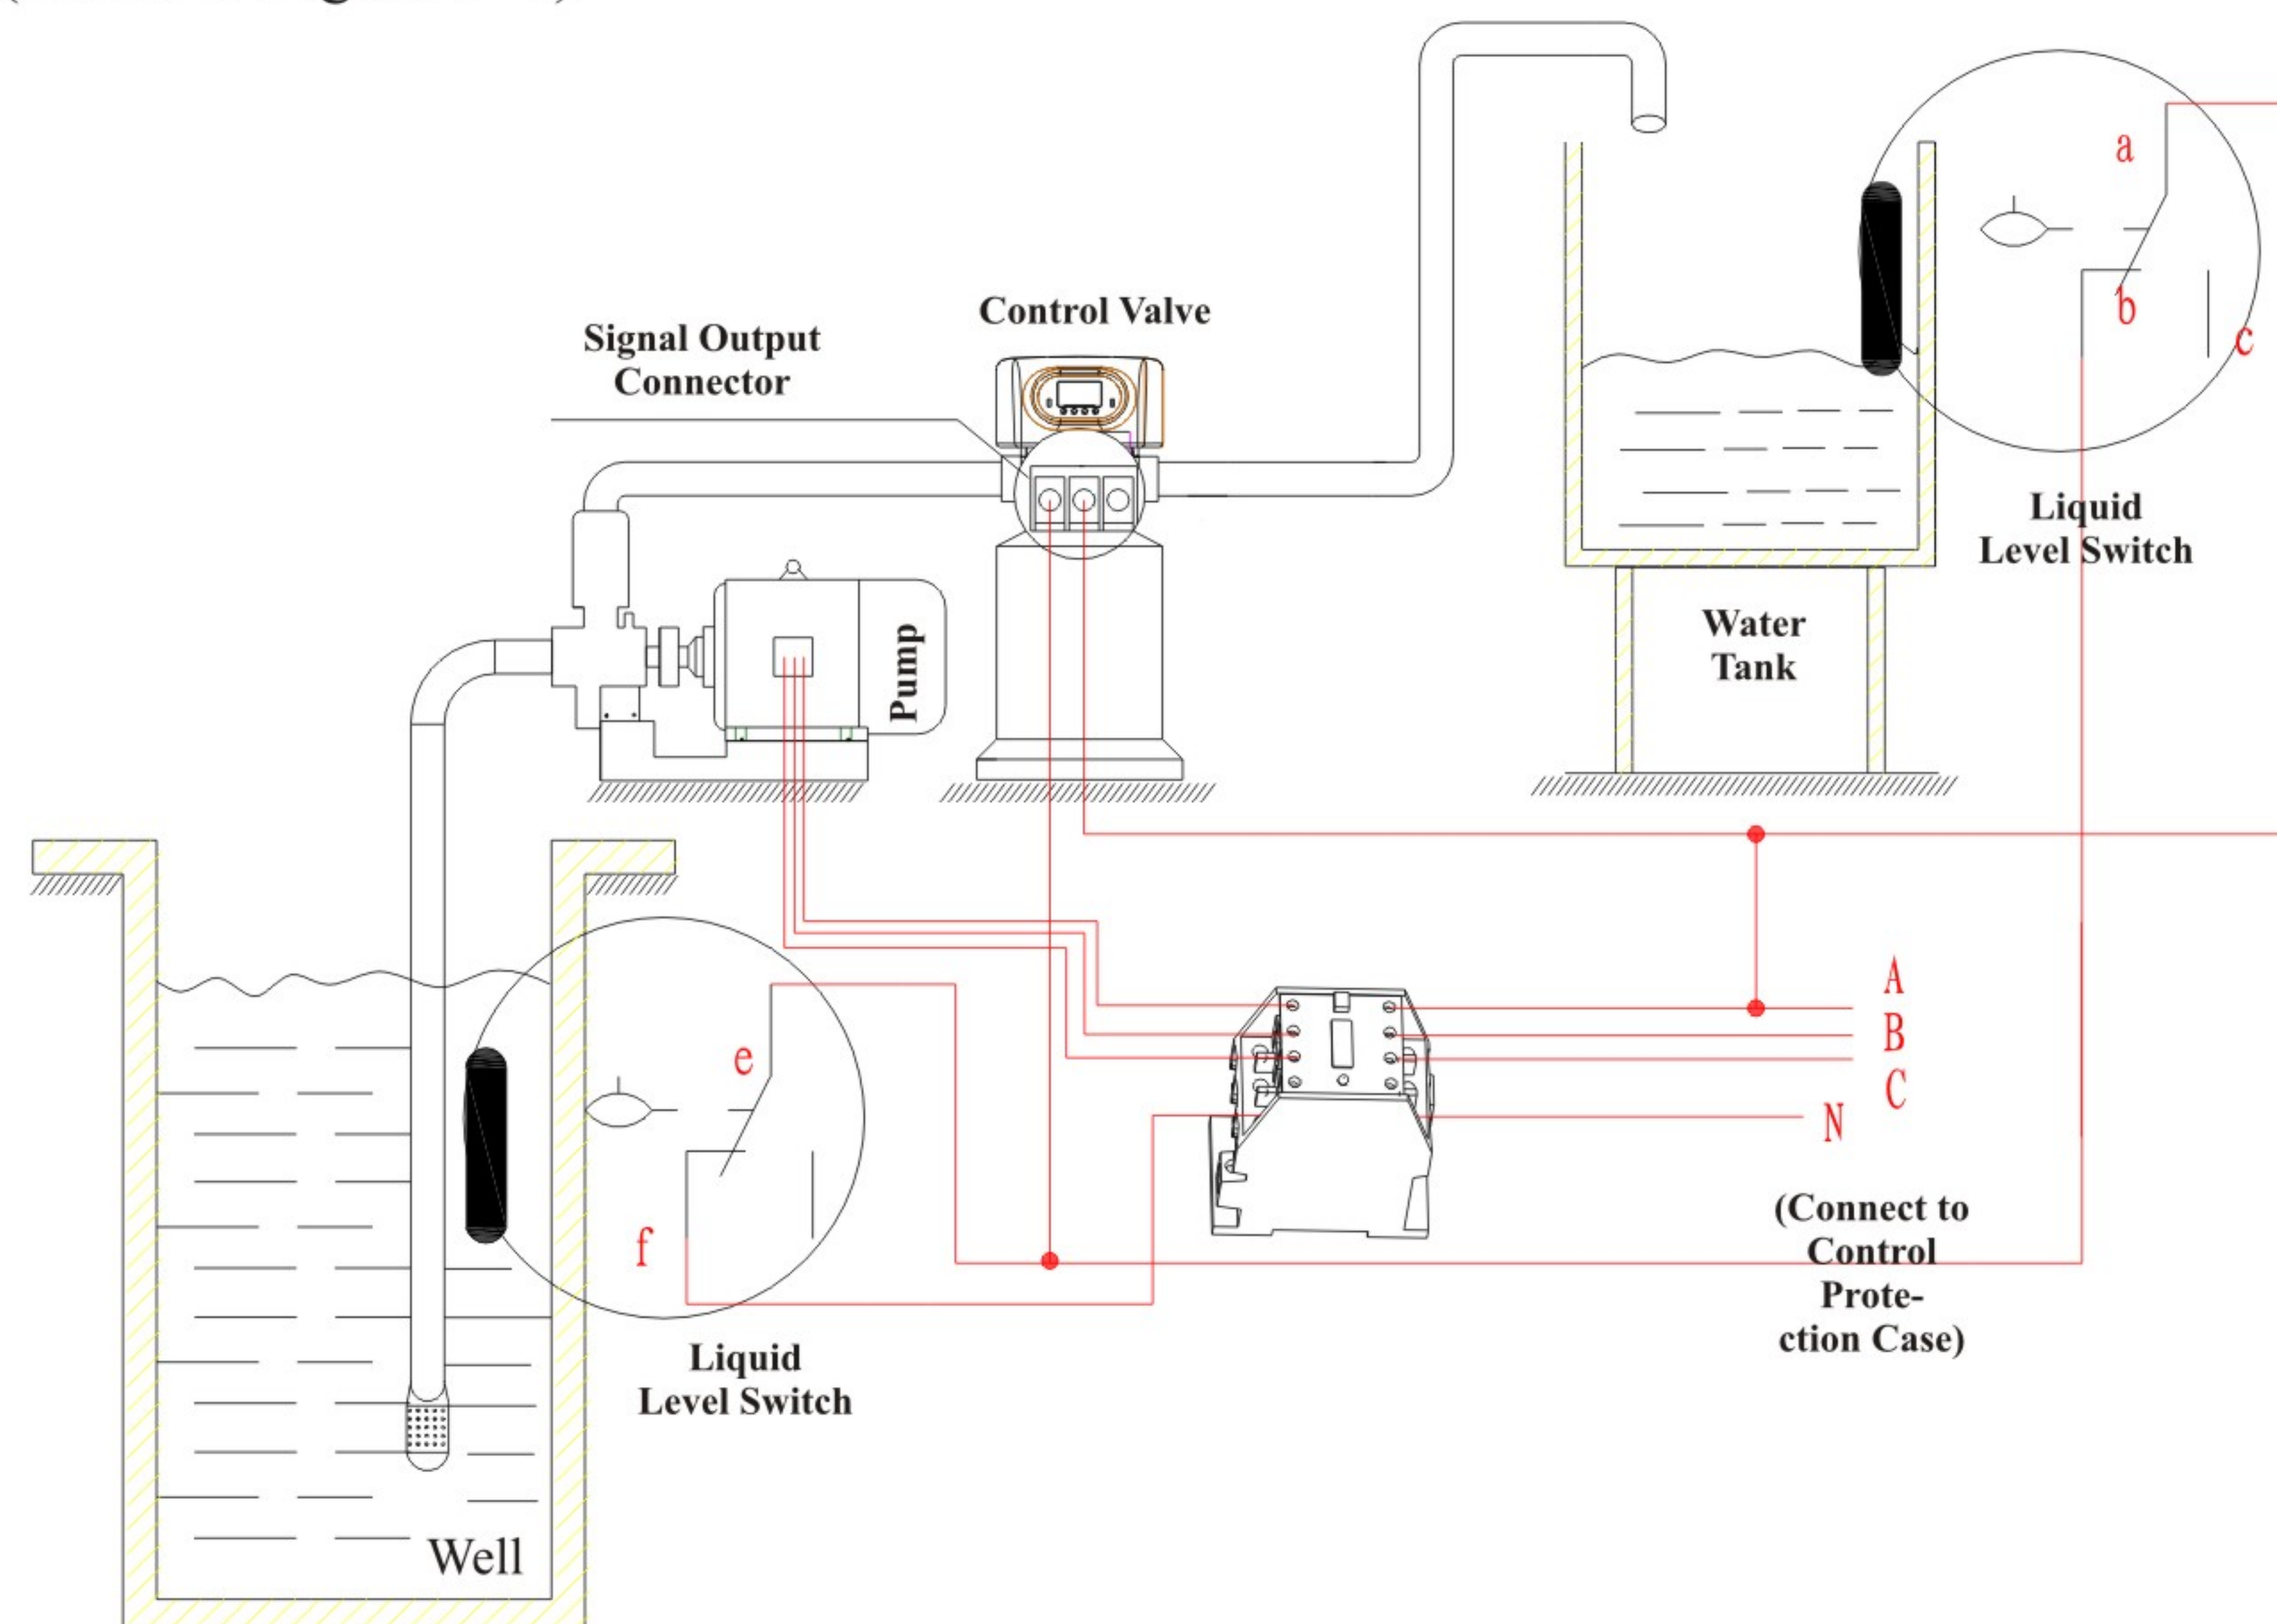 Control Valve
Signal Output
Connector
a
b
c
Liquid
Level Switch
Water
Tank
Pump
A
B
C
N
e
f
(Connect to
Control
Prote-
ction Case)
Liquid
Level Switch
Well